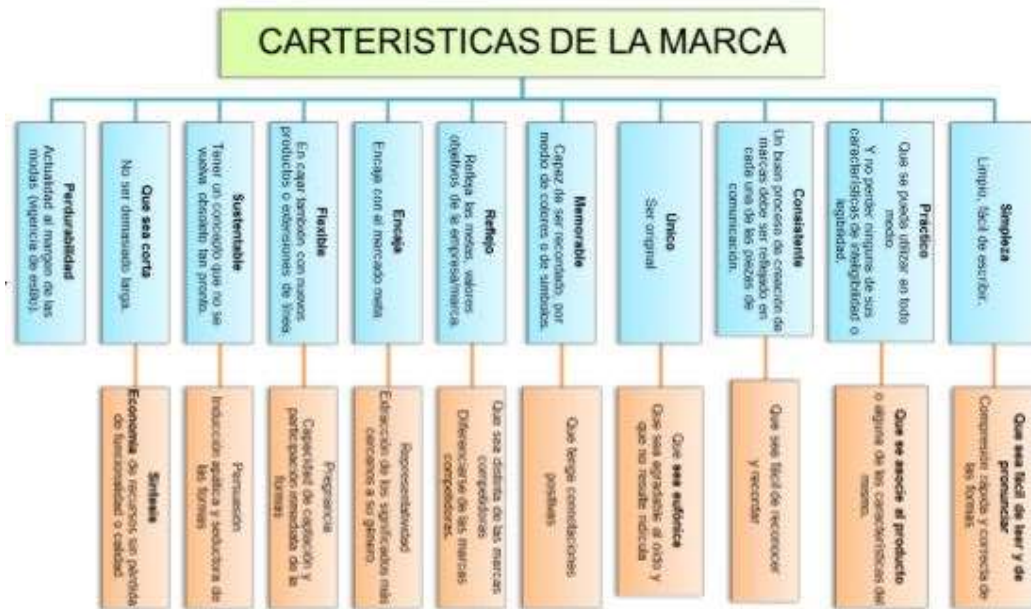 CARTERISTICAS DE LA MARCA
Perdurabilidad
Actualidad al margen de las
modas (vigencia de estilo).
Que sea corta
No ser demasiado larga.
Sustentable
Tener un concepto que no se
vuelva obsoleto tan pronto.
Flexible
En cajar también con nuevos
productos o extensiones de línea
Encaja
Encaja con el mercado meta
Reflejo
Refleja las metas, valores
objetivos de la empresa/marca.
Memorable
Capaz de ser recordado por
medio de colores o de símbolos.
Único
Ser original
Consistente
Un buen proceso de creación de
marcas debe ser reflejado en
cada una de las piezas de
comunicación.
Práctico
Que se pueda utilizar en todo
medio
Y no perder ninguna de sus
características de inteligibilidad o
legibilidad.
Simpleza
Limpio, fácil de escribir.
Síntesis
Economía de recursos sin pérdida
de funcionalidad o calidad
Persuasión
Inducción apática y seductora de
las formas
Pregnancia
Capacidad de captación y
participación inmediata de la
formas
Representatividad
Extracción de los significados más
cercanos a su género
Que sea distinta de las marcas
competidoras
Diferenciarse de las marcas
competidoras.
Que tenga connotaciones
positivas
Que sea eufónica
Que sea agradable al oído y
que no resulte ridícula
Que sea fácil de reconocer
y recordar
Que se asocie al producto
o alguna de las características del
mismo.
Que sea fácil de leer y de
pronunciar
Compresión rápida y correcta de
las formas